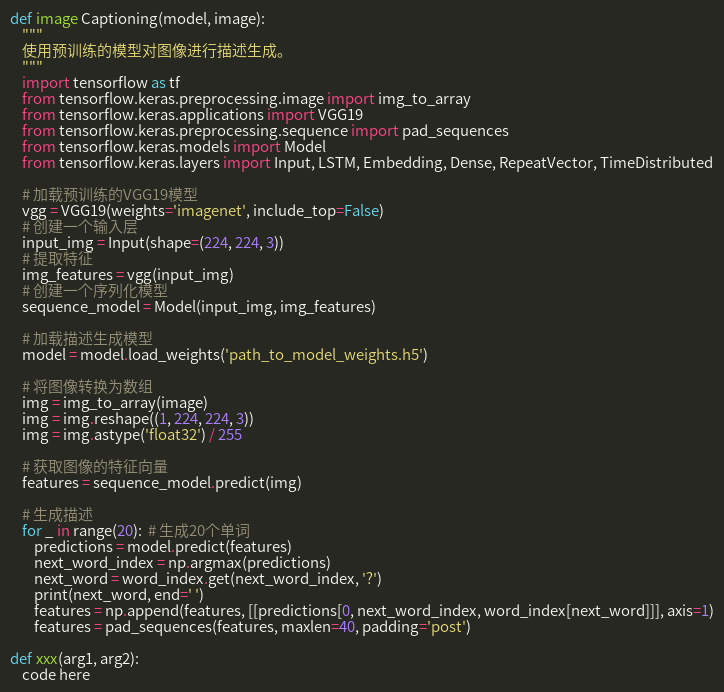 def image Captioning(model, image):
    """
    使用预训练的模型对图像进行描述生成。
    """
    import tensorflow as tf
    from tensorflow.keras.preprocessing.image import img_to_array
    from tensorflow.keras.applications import VGG19
    from tensorflow.keras.preprocessing.sequence import pad_sequences
    from tensorflow.keras.models import Model
    from tensorflow.keras.layers import Input, LSTM, Embedding, Dense, RepeatVector, TimeDistributed

    # 加载预训练的VGG19模型
    vgg = VGG19(weights='imagenet', include_top=False)
    # 创建一个输入层
    input_img = Input(shape=(224, 224, 3))
    # 提取特征
    img_features = vgg(input_img)
    # 创建一个序列化模型
    sequence_model = Model(input_img, img_features)

    # 加载描述生成模型
    model = model.load_weights('path_to_model_weights.h5')

    # 将图像转换为数组
    img = img_to_array(image)
    img = img.reshape((1, 224, 224, 3))
    img = img.astype('float32') / 255

    # 获取图像的特征向量
    features = sequence_model.predict(img)

    # 生成描述
    for _ in range(20):  # 生成20个单词
        predictions = model.predict(features)
        next_word_index = np.argmax(predictions)
        next_word = word_index.get(next_word_index, '?')
        print(next_word, end=' ')
        features = np.append(features, [[predictions[0, next_word_index, word_index[next_word]]], axis=1)
        features = pad_sequences(features, maxlen=40, padding='post')

def xxx(arg1, arg2):
    code here